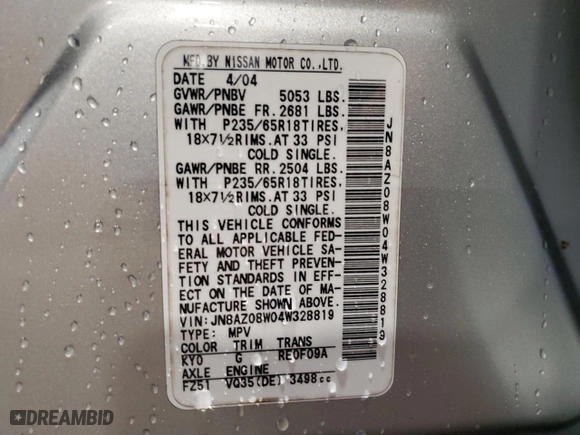 MFD.BY NISSAN MOTOR CO.,LTD.
DATE 4/04
GVWR/PNBV 5053 LBS.
GAWR/PNBE FR. 2681 LBS.
WITH P235/65R18TIRES,
18X7½RIMS.AT 33 PSI
COLD SINGLE.
GAWR/PNBE RR. 2504 LBS.
WITH P235/65R18TIRES,
18X7½RIMS.AT 33 PSI
COLD SINGLE.
THIS VEHICLE CONFORMS
TO ALL APPLICABLE FED-
ERAL MOTOR VEHICLE SA-
FETY AND THEFT PREVEN-
TION STANDARDS IN EFF-
ECT ON THE DATE OF MA-
NUFACTURE SHOWN ABOVE.
VIN:JN8AZ08W04W328819
TYPE: MPV
COLOR TRIM TRANS
KY0 G RE0F09A
AXLE ENGINE
FZ51 VQ35(DE) 3498cc
JN8AZ08W04W328819
DREAMBID